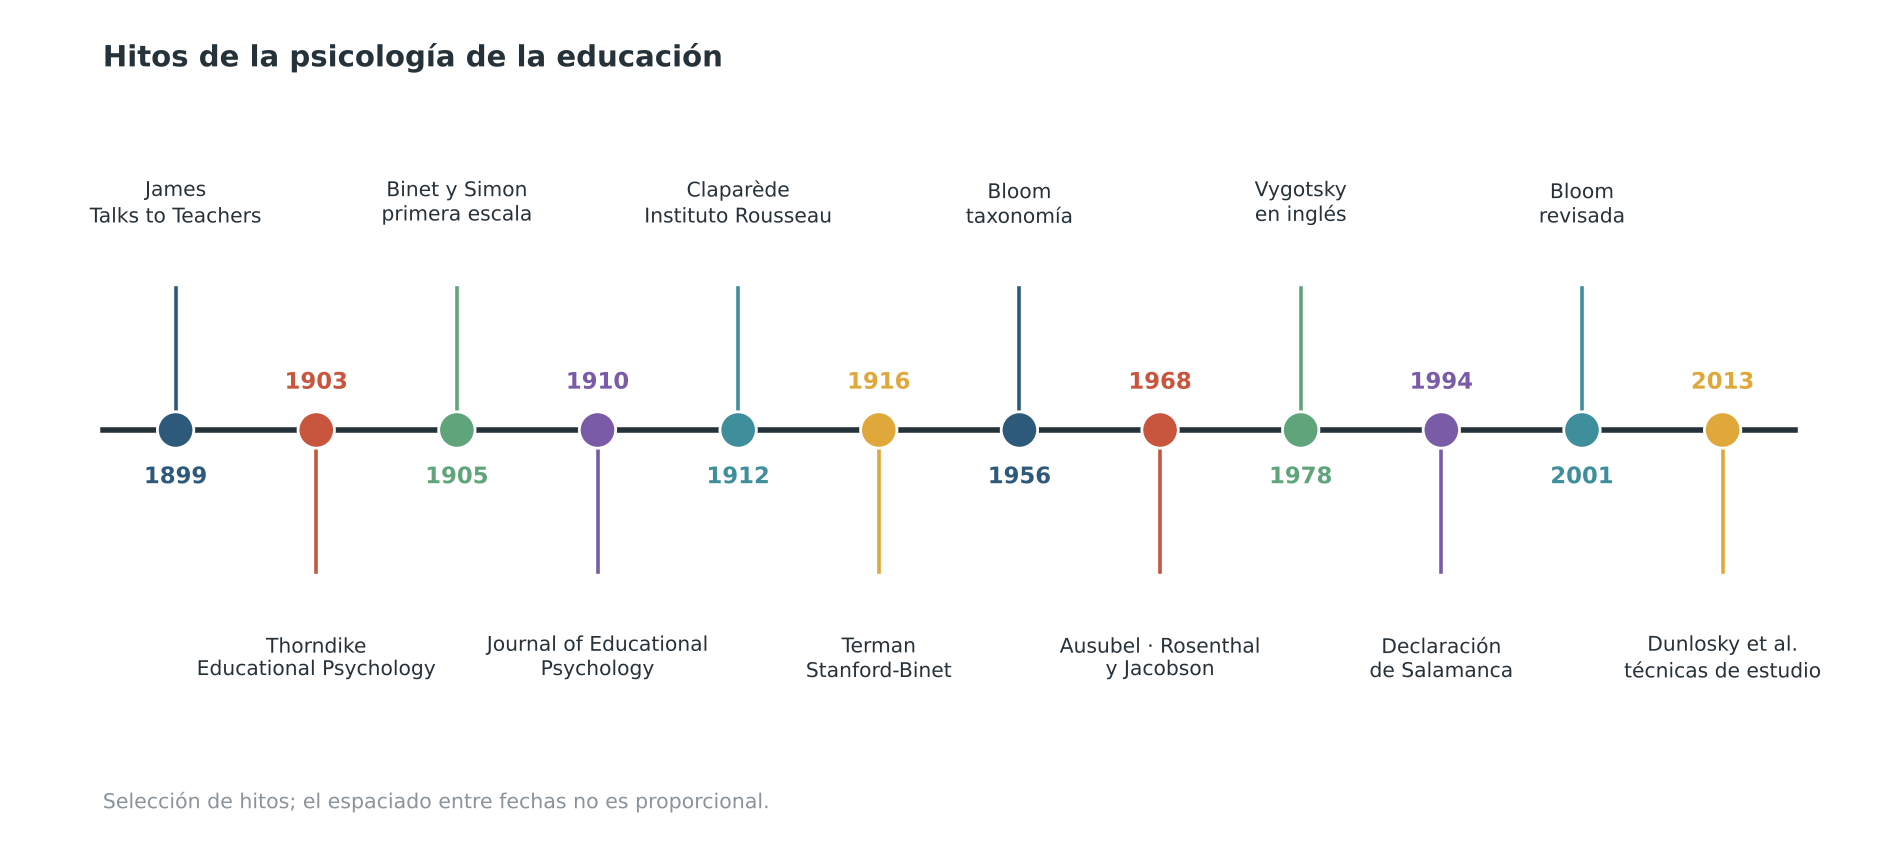 Hitos de la psicología de la educación
James
Talks to Teachers
Binet y Simon
primera escala
Claparède
Instituto Rousseau
Bloom
taxonomía
Vygotsky
en inglés
Bloom
revisada
1903
1910
1916
1968
1994
2013
1899
1905
1912
1956
1978
2001
Thorndike
Educational Psychology
Journal of Educational
Psychology
Terman
Stanford-Binet
Ausubel · Rosenthal
y Jacobson
Declaración
de Salamanca
Dunlosky et al.
técnicas de estudio
Selección de hitos; el espaciado entre fechas no es proporcional.